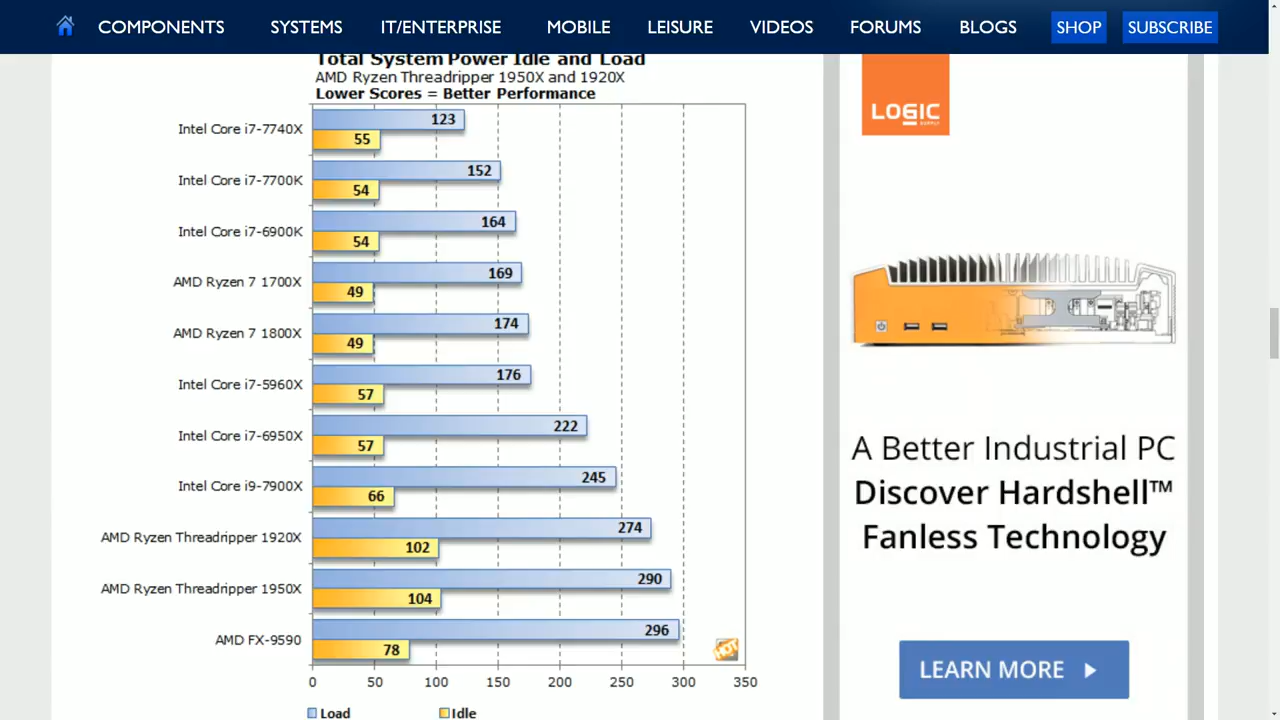 COMPONENTS SYSTEMS IT/ENTERPRISE MOBILE LEISURE VIDEOS FORUMS BLOGS SHOP SUBSCRIBE
Total System Power Idle and Load
AMD Ryzen Threadripper 1950X and 1920X
Lower Scores = Better Performance
Intel Core i7-7740X 123
55
Intel Core i7-7700K 152
54
Intel Core i7-6900K 164
54
AMD Ryzen 7 1700X 169
49
AMD Ryzen 7 1800X 174
49
Intel Core i7-5960X 176
57
Intel Core i7-6950X 222
57
Intel Core i9-7900X 245
66
AMD Ryzen Threadripper 1920X 274
102
AMD Ryzen Threadripper 1950X 290
104
AMD FX-9590 296
78
HOT
0 50 100 150 200 250 300 350
Load Idle
LOGIC
SUPPLY
A Better Industrial PC
Discover Hardshell™
Fanless Technology
LEARN MORE